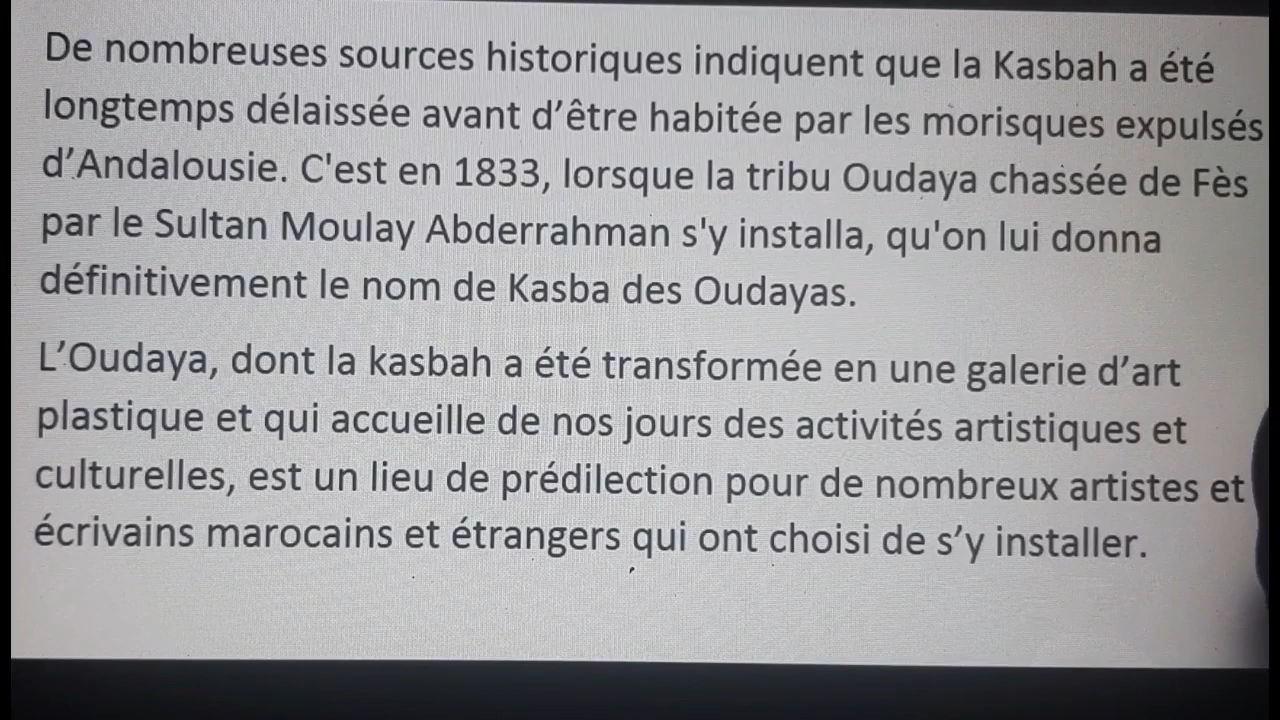 De nombreuses sources historiques indiquent que la Kasbah a été
longtemps délaissée avant d’être habitée par les morisques expulsés
d’Andalousie. C'est en 1833, lorsque la tribu Oudaya chassée de Fès
par le Sultan Moulay Abderrahman s'y installa, qu'on lui donna
définitivement le nom de Kasba des Oudayas.
L’Oudaya, dont la kasbah a été transformée en une galerie d’art
plastique et qui accueille de nos jours des activités artistiques et
culturelles, est un lieu de prédilection pour de nombreux artistes et
écrivains marocains et étrangers qui ont choisi de s’y installer.